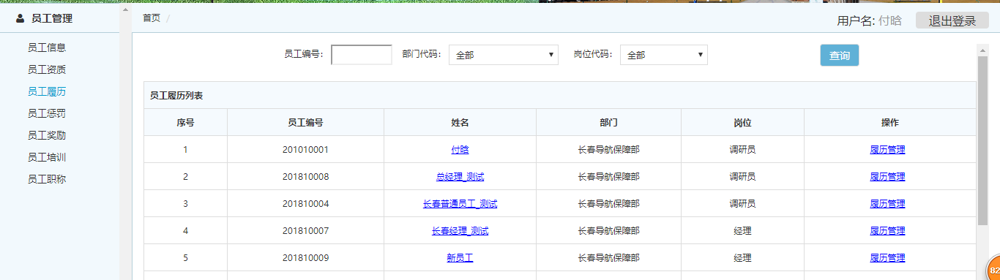 员工管理
首页 /
用户名: 付晗 退出登录
员工信息
员工资质
员工履历
员工惩罚
员工奖励
员工培训
员工职称
员工编号: 部门代码: 全部 岗位代码: 全部 查询
员工履历列表
序号 员工编号 姓名 部门 岗位 操作
1 201010001 付晗 长春导航保障部 调研员 履历管理
2 201810008 总经理_测试 长春导航保障部 调研员 履历管理
3 201810004 长春普通员工_测试 长春导航保障部 调研员 履历管理
4 201810007 长春经理_测试 长春导航保障部 经理 履历管理
5 201810009 新员工 长春导航保障部 经理 履历管理